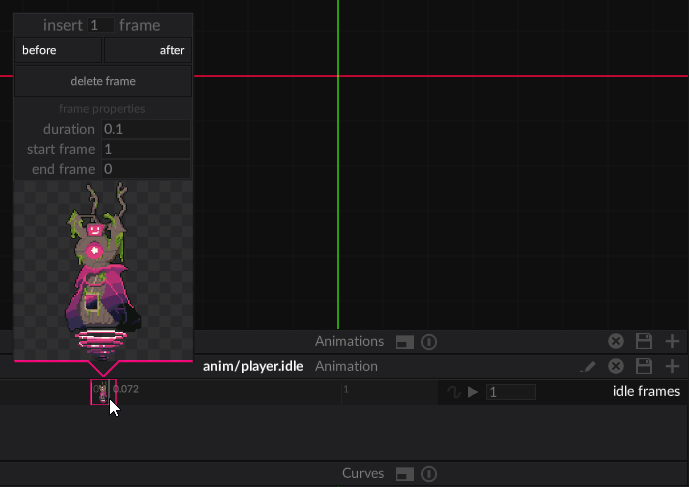 insert 1 frame
before after
delete frame
frame properties
duration 0.1
start frame 1
end frame 0
Animations
anim/player.idle Animation
0.072 1 1 idle frames
Curves